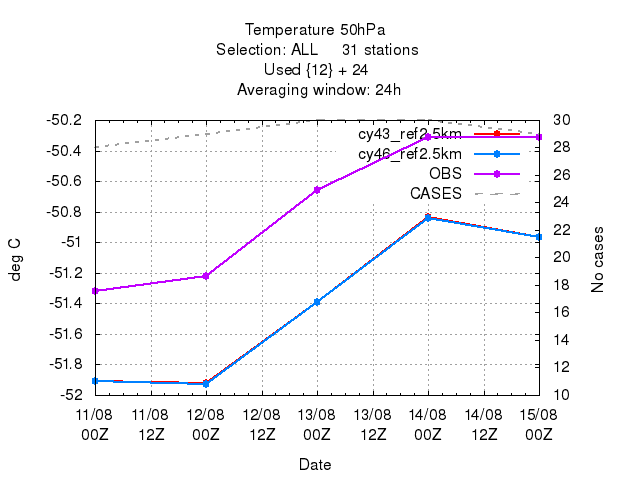 Temperature 50hPa
Selection: ALL 31 stations
Used {12} + 24
Averaging window: 24h
-50.2
-50.4
-50.6
-50.8
-51
-51.2
-51.4
-51.6
-51.8
-52
deg C
30
28
26
24
22
20
18
16
14
12
10
No cases
cy43_ref2.5km
cy46_ref2.5km
OBS
CASES
11/08 11/08 12/08 12/08 13/08 13/08 14/08 14/08 15/08
00Z 12Z 00Z 12Z 00Z 12Z 00Z 12Z 00Z
Date